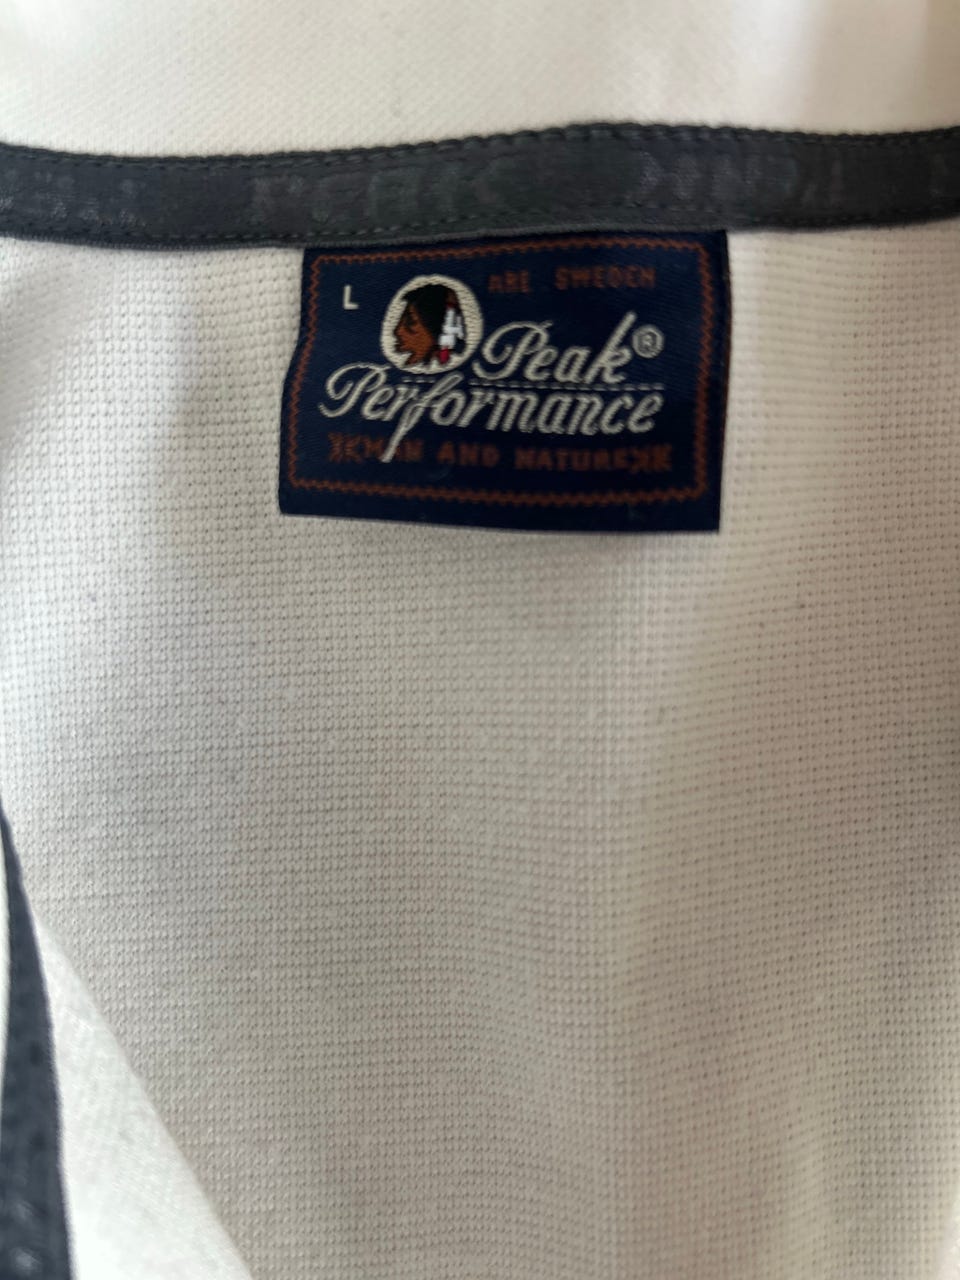 L
ARE SWEDEN
Peak®
Performance
MAN AND NATURE